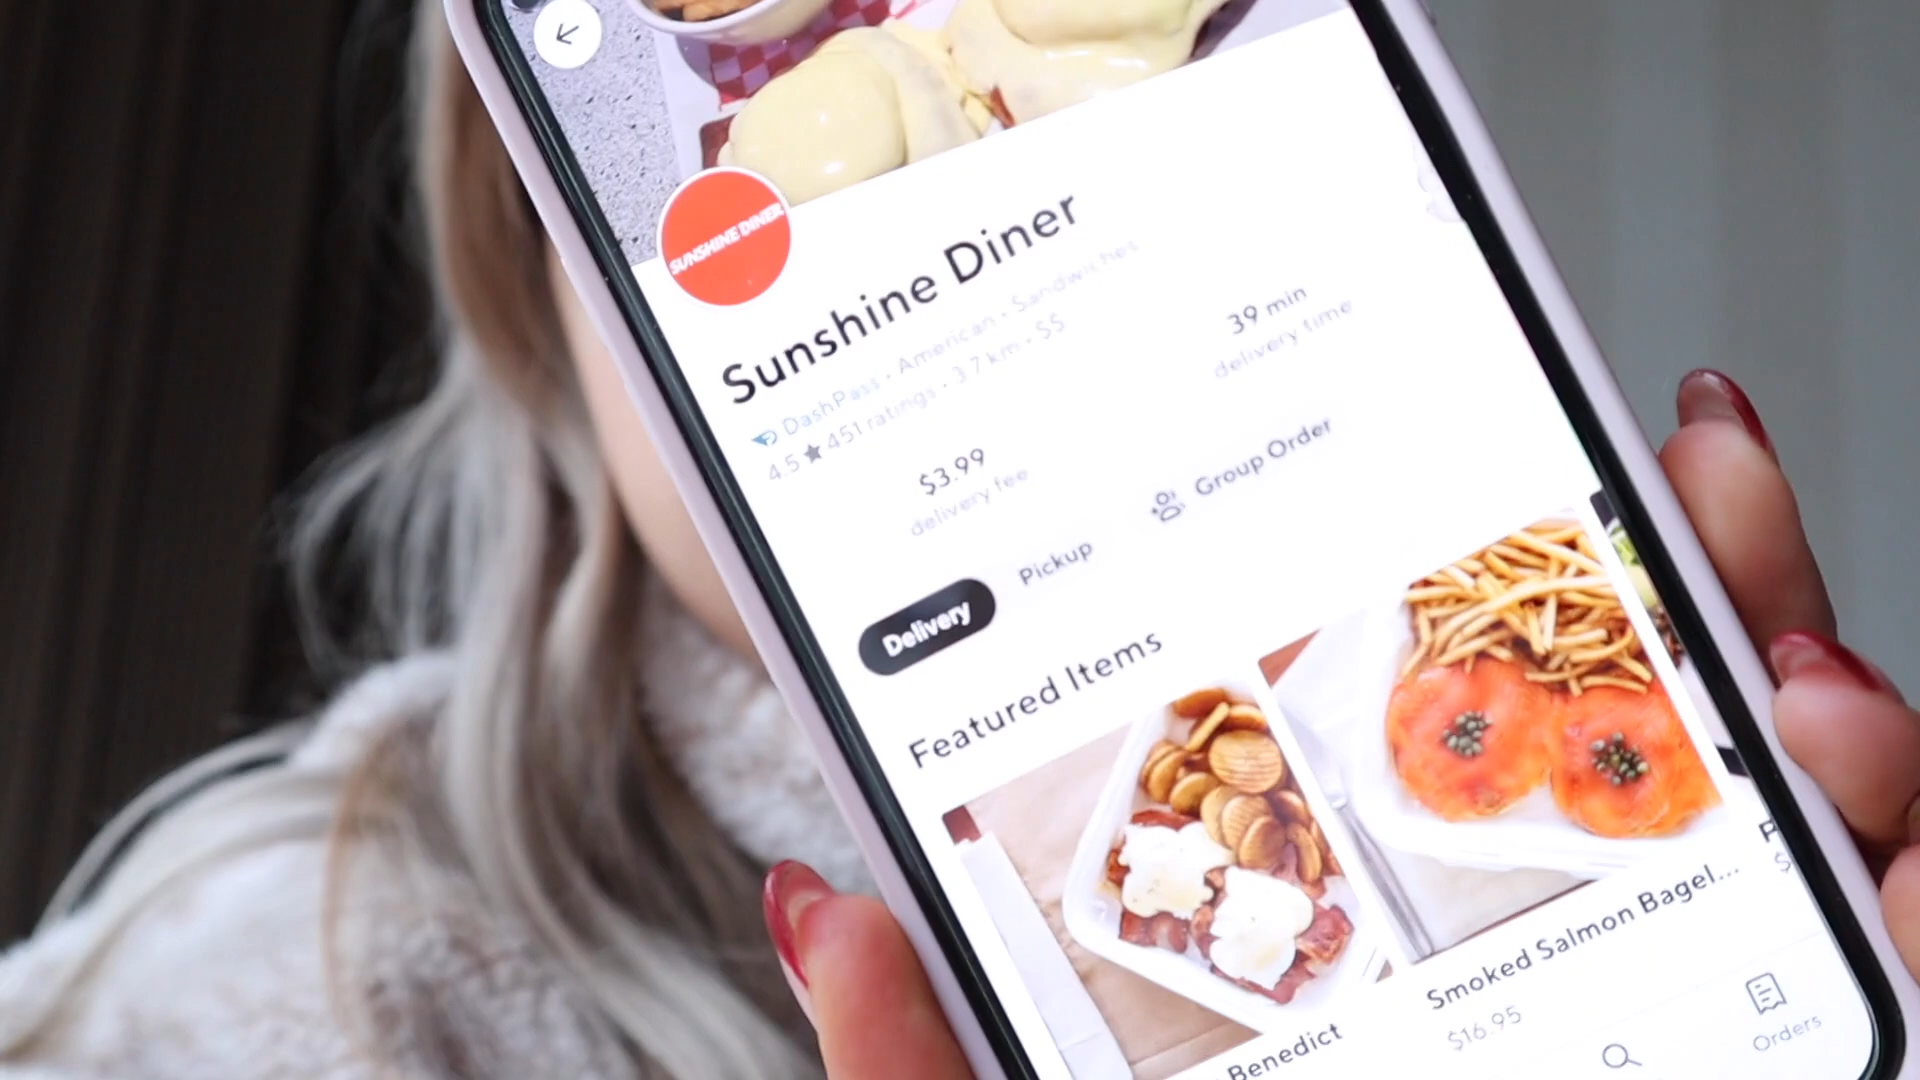 SUNSHINE DINER
Sunshine Diner
DashPass • American • Sandwiches
4.5 ★ 451 ratings • 3.7 km • $$
$3.99
delivery fee
39 min
delivery time
Delivery
Pickup
Group Order
Featured Items
Benedict
Smoked Salmon Bagel...
$16.95
$
Orders